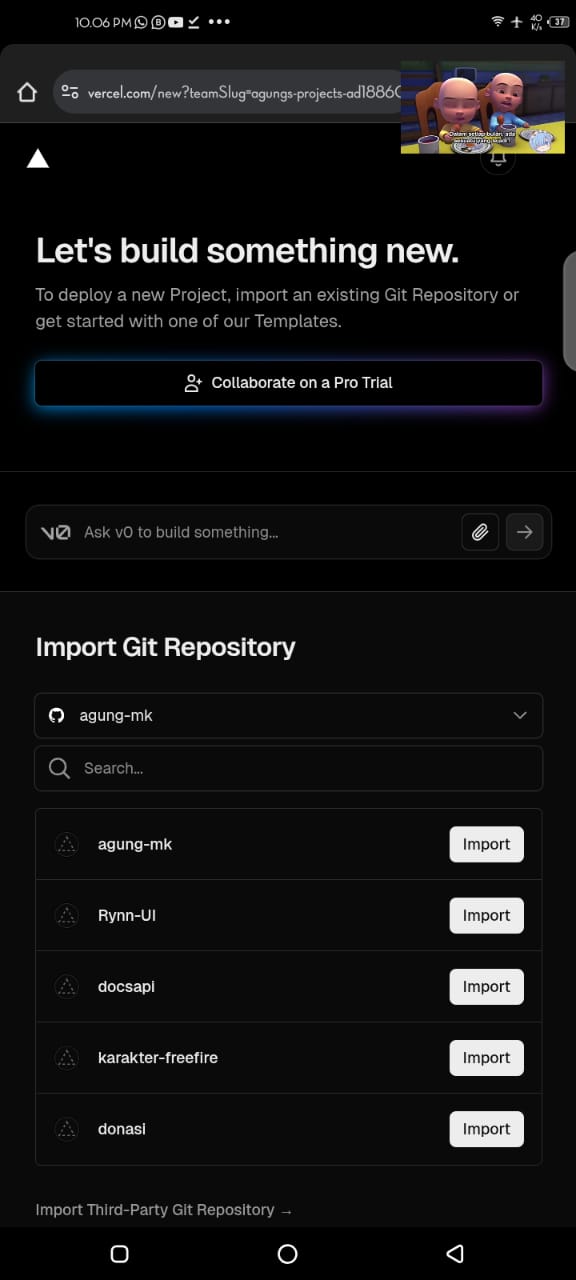 10.06 PM
40
K/s
37
vercel.com/new?teamSlug=agungs-projects-ad1886
Dalam setiap bulan, ada
Let's build something new.
To deploy a new Project, import an existing Git Repository or
get started with one of our Templates.
Collaborate on a Pro Trial
v0 Ask v0 to build something...
Import Git Repository
agung-mk
Search...
agung-mk Import
Rynn-UI Import
docsapi Import
karakter-freefire Import
donasi Import
Import Third-Party Git Repository →